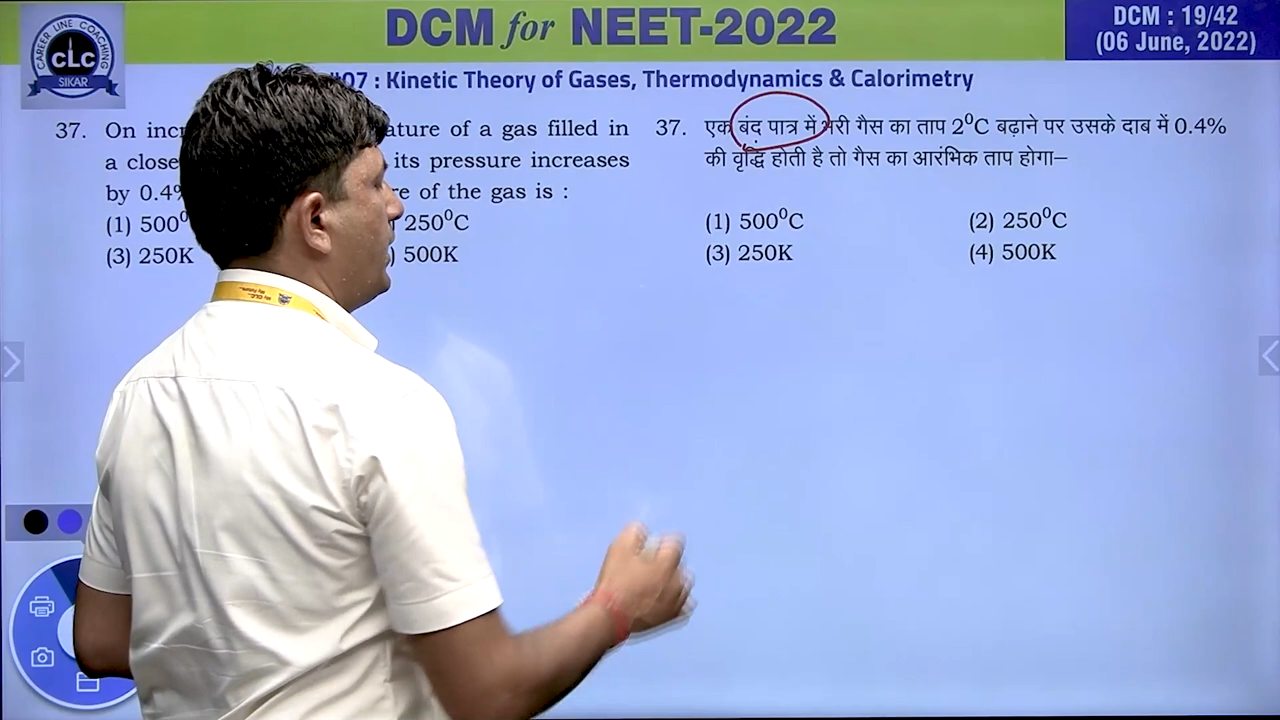 DCM for NEET-2022
DCM : 19/42
(06 June, 2022)
CAREER LINE COACHING
CLC
SIKAR
07 : Kinetic Theory of Gases, Thermodynamics & Calorimetry
37. On incr ature of a gas filled in
a close its pressure increases
by 0.4% re of the gas is :
(1) 500⁰ 250⁰C
(3) 250K ) 500K
37. एक बंद पात्र में भरी गैस का ताप 2⁰C बढ़ाने पर उसके दाब में 0.4%
की वृद्धि होती है तो गैस का आरंभिक ताप होगा–
(1) 500⁰C (2) 250⁰C
(3) 250K (4) 500K